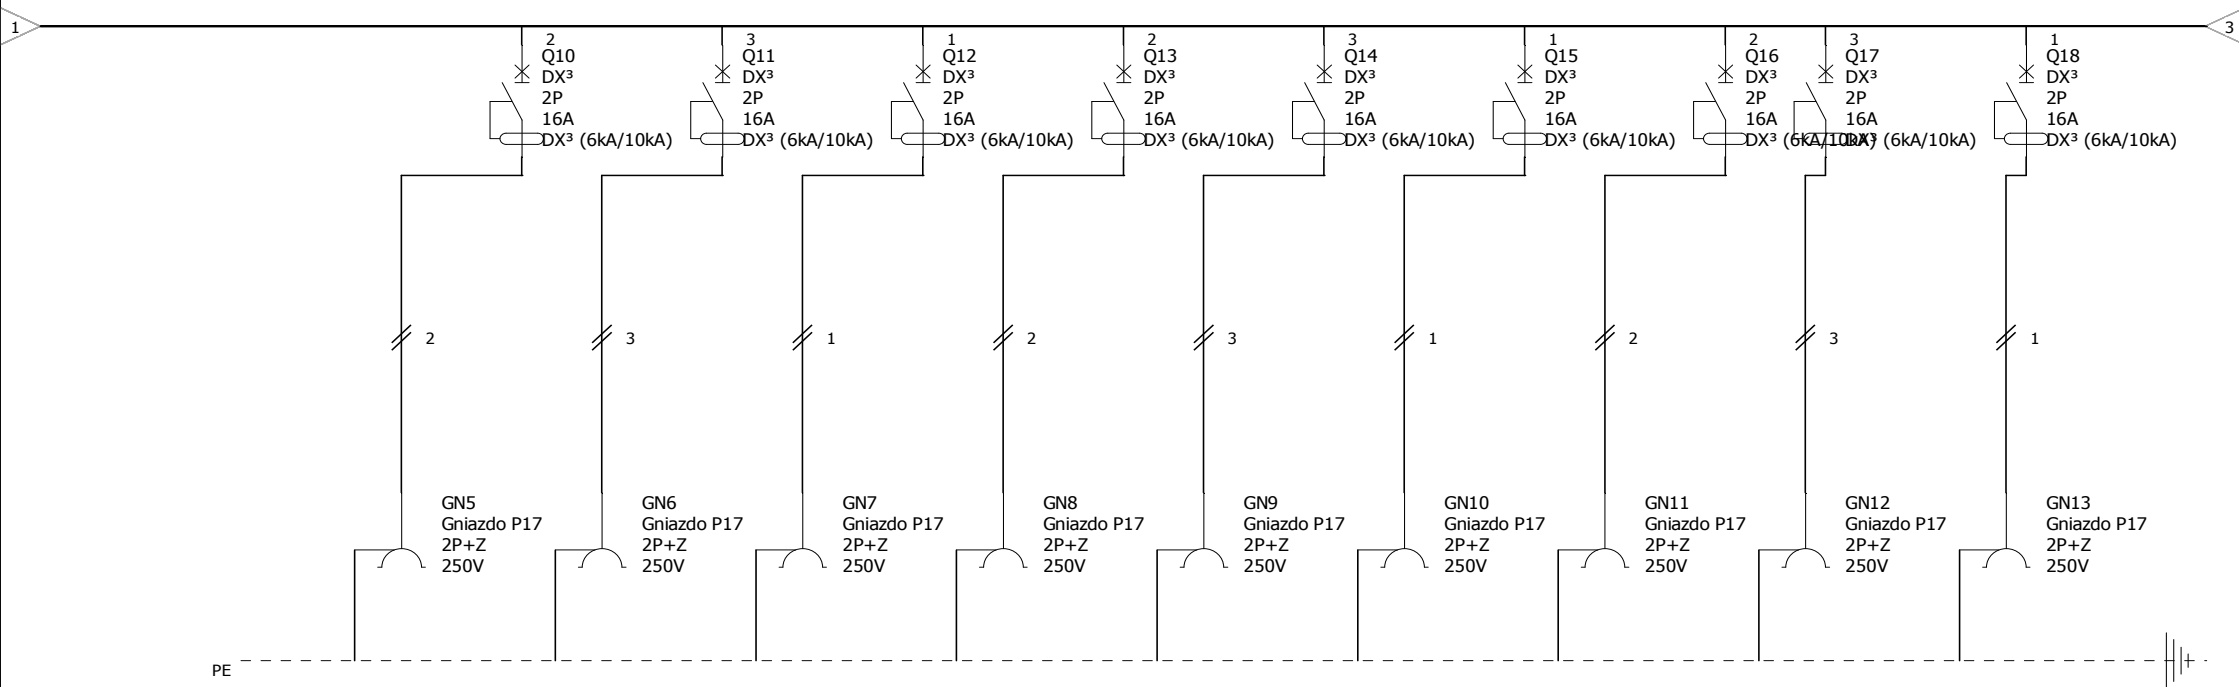 1
3
2
Q10
DX³
2P
16A
DX³ (6kA/10kA)
3
Q11
DX³
2P
16A
DX³ (6kA/10kA)
1
Q12
DX³
2P
16A
DX³ (6kA/10kA)
2
Q13
DX³
2P
16A
DX³ (6kA/10kA)
3
Q14
DX³
2P
16A
DX³ (6kA/10kA)
1
Q15
DX³
2P
16A
DX³ (6kA/10kA)
2
Q16
DX³
2P
16A
DX³ (6kA/10kA)
3
Q17
DX³
2P
16A
DX³ (6kA/10kA)
1
Q18
DX³
2P
16A
DX³ (6kA/10kA)
2
3
1
2
3
1
2
3
1
GN5
Gniazdo P17
2P+Z
250V
GN6
Gniazdo P17
2P+Z
250V
GN7
Gniazdo P17
2P+Z
250V
GN8
Gniazdo P17
2P+Z
250V
GN9
Gniazdo P17
2P+Z
250V
GN10
Gniazdo P17
2P+Z
250V
GN11
Gniazdo P17
2P+Z
250V
GN12
Gniazdo P17
2P+Z
250V
GN13
Gniazdo P17
2P+Z
250V
PE